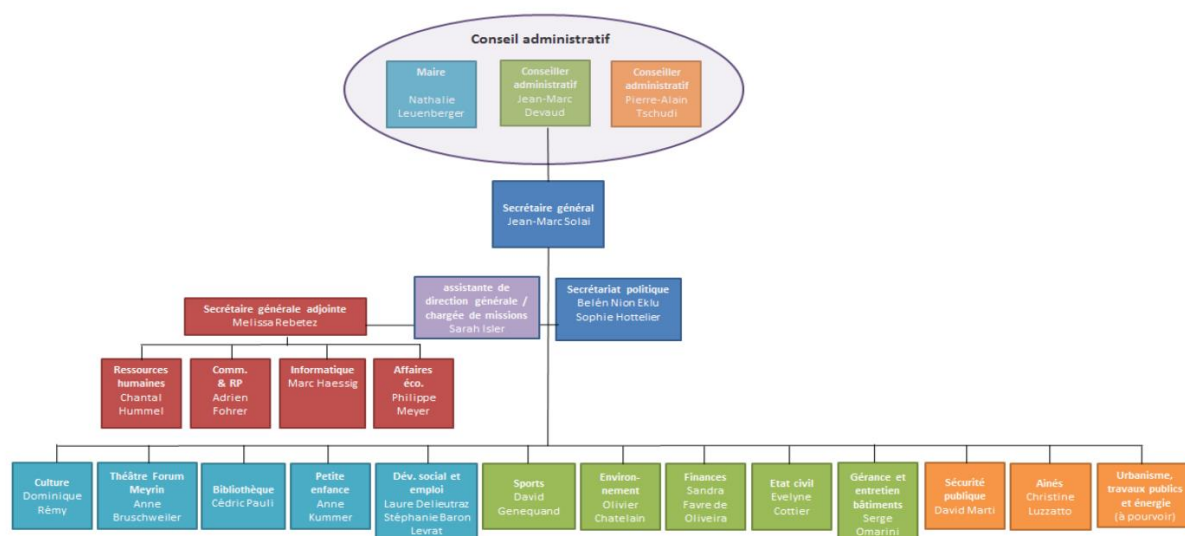 Conseil administratif
Maire
Nathalie
Leuenberger
Conseiller
administratif
Jean-Marc
Devaud
Conseiller
administratif
Pierre-Alain
Tschudi
Secrétaire général
Jean-Marc Solai
assistante de
direction générale /
chargée de missions
Sarah Isler
Secrétariat politique
Belén Nion Eklu
Sophie Hottelier
Secrétaire générale adjointe
Melissa Rebetez
Ressources
humaines
Chantal
Hummel
Comm.
& RP
Adrien
Fohrer
Informatique
Marc Haessig
Affaires
éco.
Philippe
Meyer
Culture
Dominique
Rémy
Théâtre Forum
Meyrin
Anne
Bruschweiler
Bibliothèque
Cédric Pauli
Petite
enfance
Anne
Kummer
Dév. social et
emploi
Laure Delieutraz
Stéphanie Baron
Levrat
Sports
David
Genequand
Environ-
nement
Olivier
Chatelain
Finances
Sandra
Favre de
Oliveira
Etat civil
Evelyne
Cottier
Gérance et
entretien
bâtiments
Serge
Omarini
Sécurité
publique
David Marti
Ainés
Christine
Luzzatto
Urbanisme,
travaux publics
et énergie
(à pourvoir)